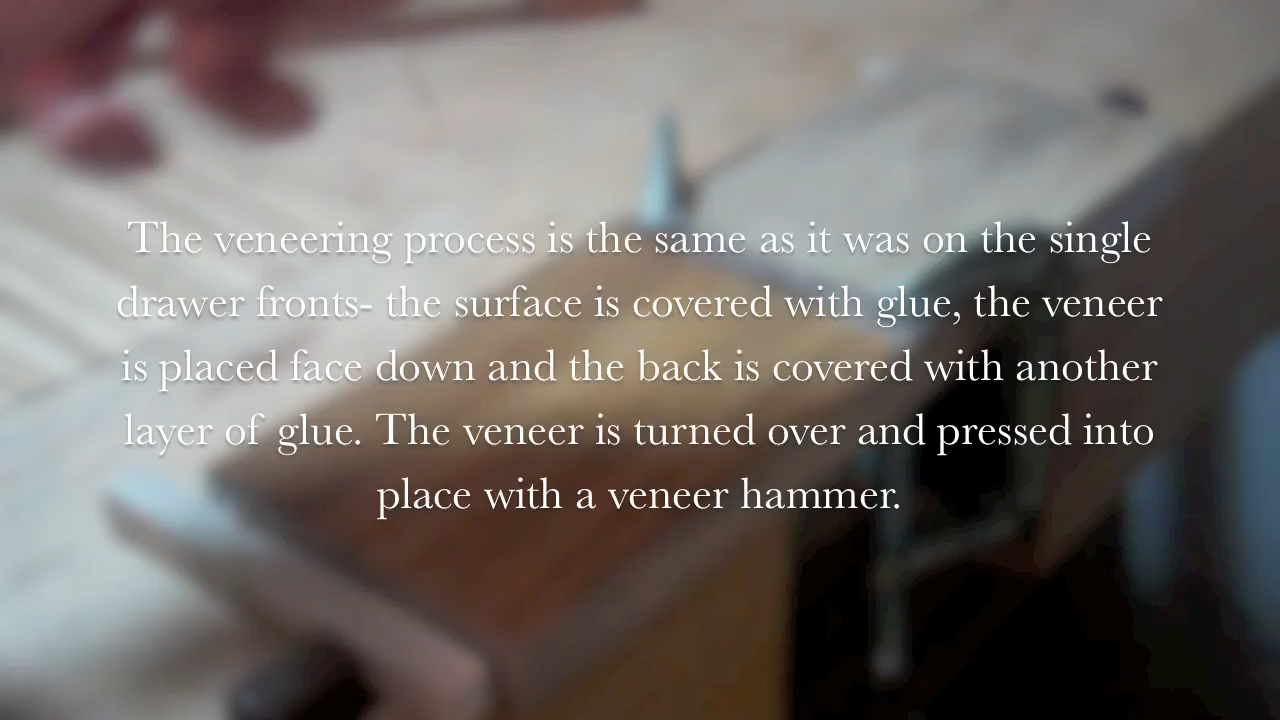 The veneering process is the same as it was on the single
drawer fronts- the surface is covered with glue, the veneer
is placed face down and the back is covered with another
layer of glue. The veneer is turned over and pressed into
place with a veneer hammer.